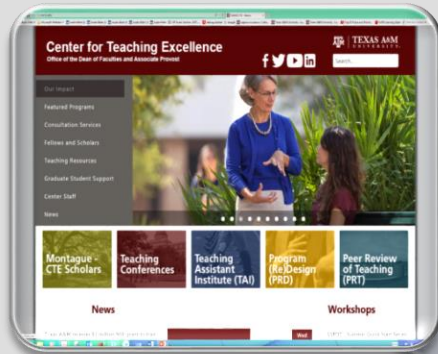 Center for Teaching Excellence
Office of the Dean of Faculties and Associate Provost
TEXAS A&M
UNIVERSITY
Search...
Our Impact
Featured Programs
Consultation Services
Fellows and Scholars
Teaching Resources
Graduate Student Support
Center Staff
News
Montague -
CTE Scholars
Teaching
Conferences
Teaching
Assistant
Institute (TAI)
Program
(Re)Design
(PRD)
Peer Review
of Teaching
(PRT)
News
Workshops
Wed